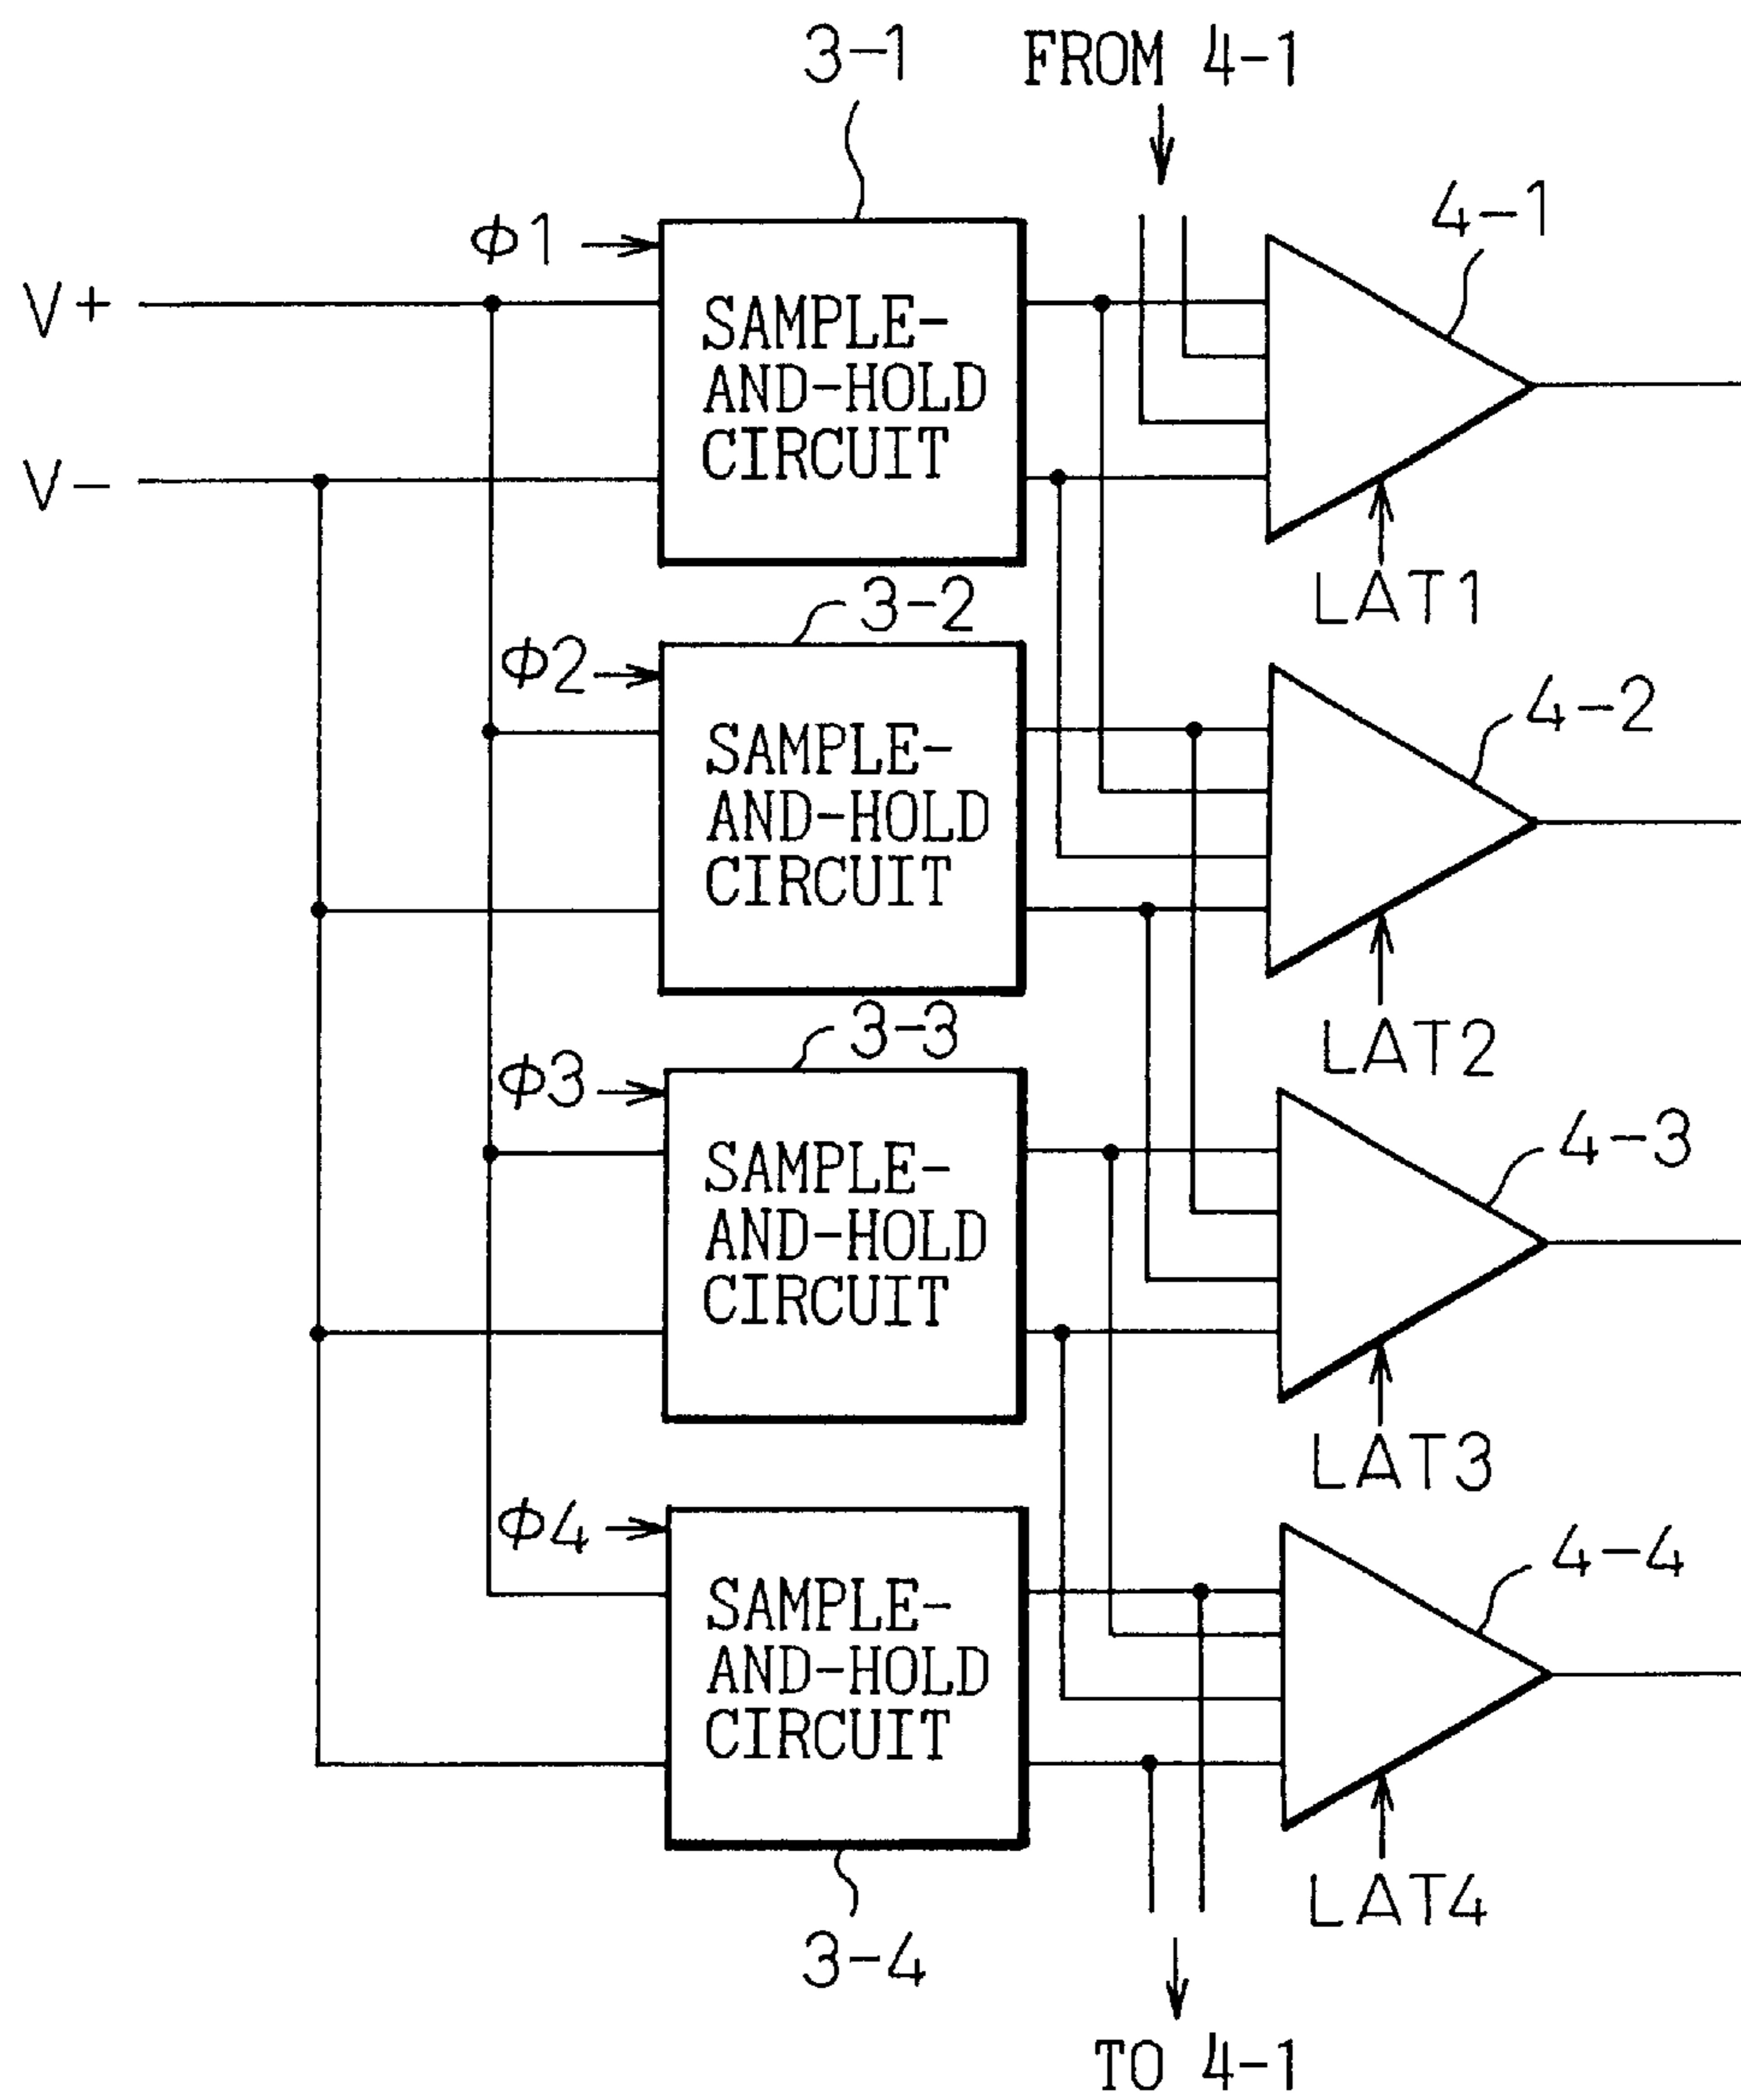 3-1
FROM 4-1
4-1
φ1
V+
SAMPLE-
AND-HOLD
CIRCUIT
V-
LAT1
3-2
φ2
4-2
SAMPLE-
AND-HOLD
CIRCUIT
LAT2
3-3
φ3
4-3
SAMPLE-
AND-HOLD
CIRCUIT
LAT3
φ4
4-4
SAMPLE-
AND-HOLD
CIRCUIT
LAT4
3-4
TO 4-1